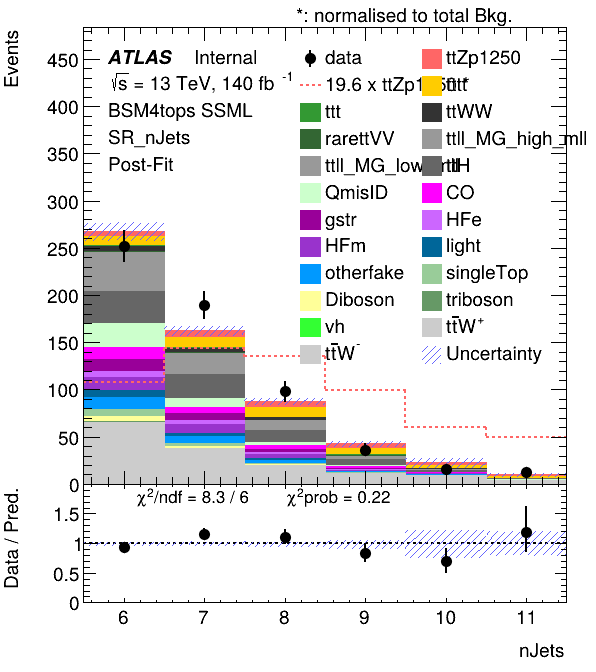 *: normalised to total Bkg.
Events
ATLAS Internal
√s = 13 TeV, 140 fb⁻¹
BSM4tops SSML
SR_nJets
Post-Fit
data
ttZp1250
19.6 x ttZp1250 *
tttt
ttt
ttWW
rarettVV
ttll_MG_high_mll
ttll_MG_low_mll
ttH
QmisID
CO
gstr
HFe
HFm
light
otherfake
singleTop
Diboson
triboson
vh
tt̄W⁺
tt̄W⁻
Uncertainty
450
400
350
300
250
200
150
100
50
0
χ²/ndf = 8.3 / 6 χ²prob = 0.22
Data / Pred.
1.5
1
0.5
0
6 7 8 9 10 11
nJets